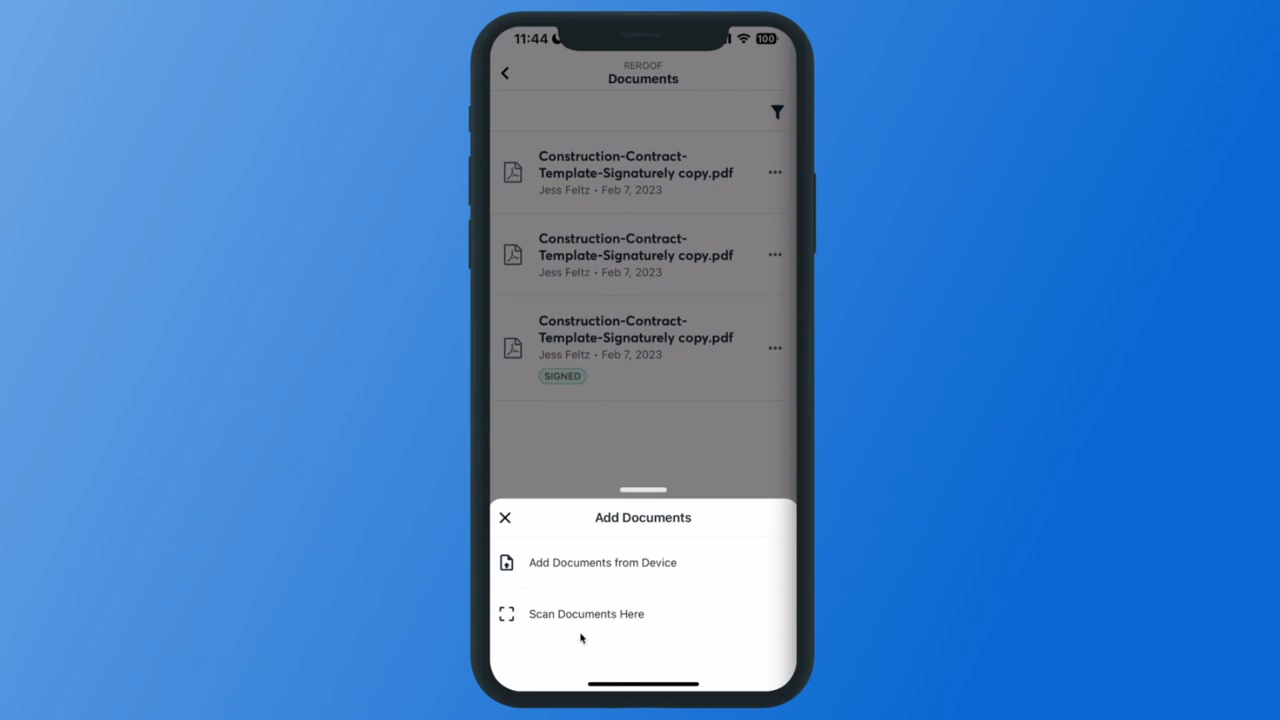 11:44
100
REROOF
Documents
Construction-Contract-
Template-Signaturely copy.pdf
Jess Feltz • Feb 7, 2023
Construction-Contract-
Template-Signaturely copy.pdf
Jess Feltz • Feb 7, 2023
Construction-Contract-
Template-Signaturely copy.pdf
Jess Feltz • Feb 7, 2023
SIGNED
Add Documents
Add Documents from Device
Scan Documents Here